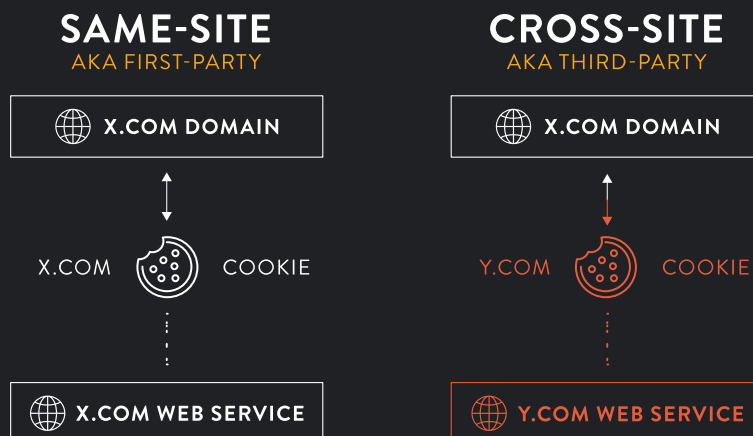 SAME-SITE
AKA FIRST-PARTY
X.COM DOMAIN
X.COM COOKIE
X.COM WEB SERVICE
CROSS-SITE
AKA THIRD-PARTY
X.COM DOMAIN
Y.COM COOKIE
Y.COM WEB SERVICE